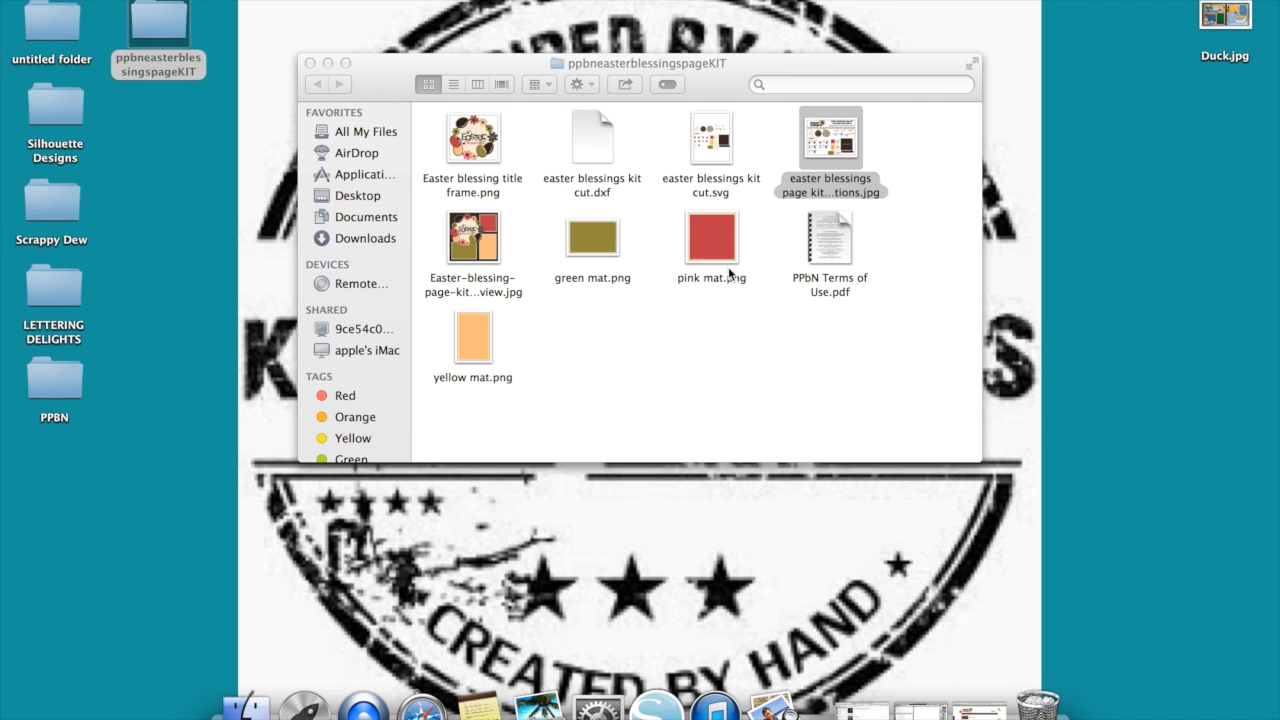 untitled folder
ppbneasterbles
singspageKIT
Silhouette
Designs
Scrappy Dew
LETTERING
DELIGHTS
PPBN
Duck.jpg
ppbneasterblessingspageKIT
FAVORITES
All My Files
AirDrop
Applicati...
Desktop
Documents
Downloads
DEVICES
Remote...
SHARED
9ce54c0...
apple's iMac
TAGS
Red
Orange
Yellow
Green
Easter blessing title
frame.png
easter blessings kit
cut.dxf
easter blessings kit
cut.svg
easter blessings
page kit...tions.jpg
Easter-blessing-
page-kit...view.jpg
green mat.png
pink mat.png
PPbN Terms of
Use.pdf
yellow mat.png
BY HAND
K
S
CREATED BY HAND